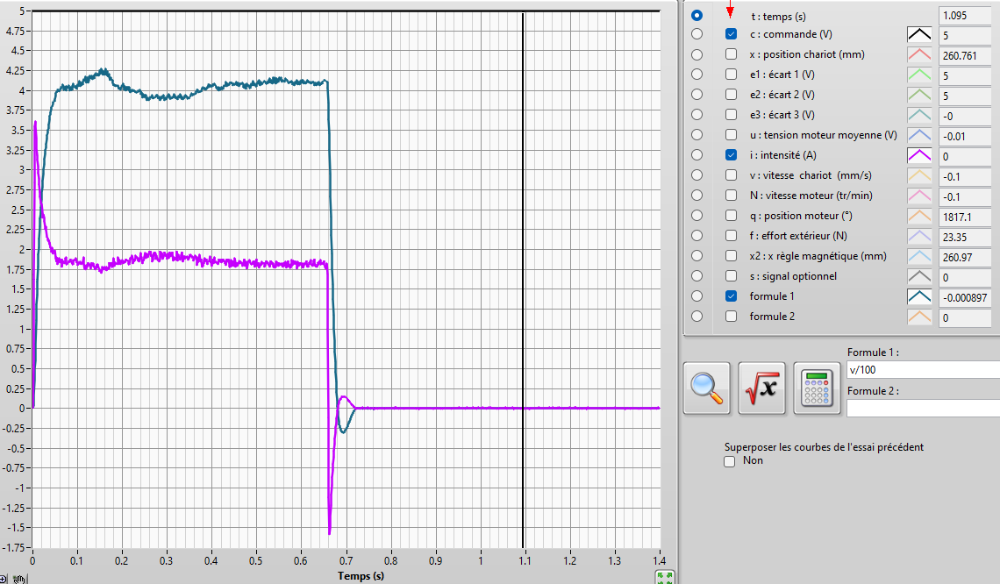 5
4.75
4.5
4.25
4
3.75
3.5
3.25
3
2.75
2.5
2.25
2
1.75
1.5
1.25
1
0.75
0.5
0.25
0
-0.25
-0.5
-0.75
-1
-1.25
-1.5
-1.75
0 0.1 0.2 0.3 0.4 0.5 0.6 0.7 0.8 0.9 1 1.1 1.2 1.3 1.4
Temps (s)
t : temps (s) 1.095
c : commande (V) 5
x : position chariot (mm) 260.761
e1 : écart 1 (V) 5
e2 : écart 2 (V) 5
e3 : écart 3 (V) -0
u : tension moteur moyenne (V) -0.01
i : intensité (A) 0
v : vitesse chariot (mm/s) -0.1
N : vitesse moteur (tr/min) -0.1
q : position moteur (°) 1817.1
f : effort extérieur (N) 23.35
x2 : x règle magnétique (mm) 260.97
s : signal optionnel 0
formule 1 -0.000897
formule 2 0
Formule 1 :
v/100
Formule 2 :
√x
Superposer les courbes de l'essai précédent
Non